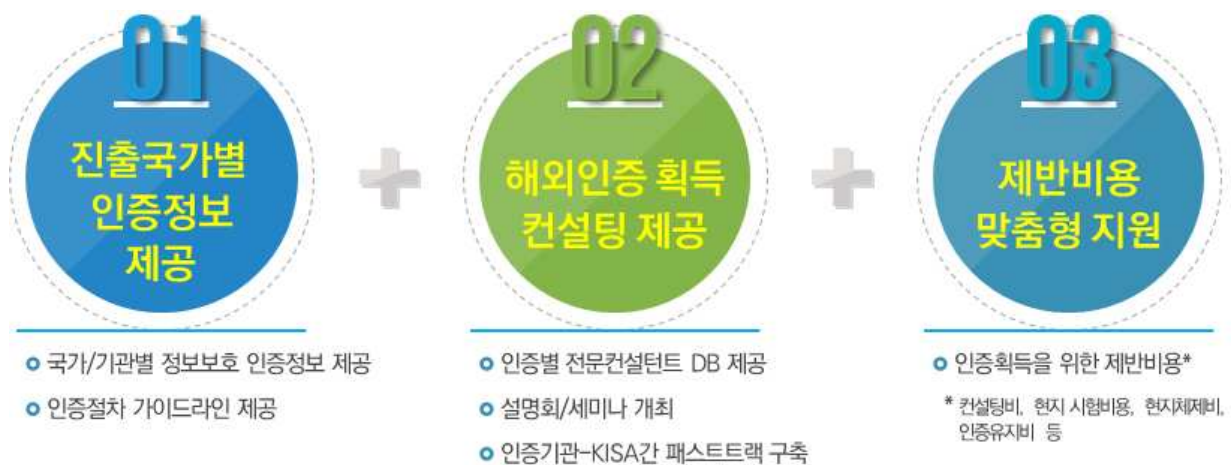 01
진출국가별
인증정보
제공
국가/기관별 정보보호 인증정보 제공
인증절차 가이드라인 제공
02
해외인증 획득
컨설팅 제공
인증별 전문컨설턴트 DB 제공
설명회/세미나 개최
인증기관-KISA간 패스트트랙 구축
03
제반비용
맞춤형 지원
인증획득을 위한 제반비용*
* 컨설팅비, 현지 시험비용, 현지체제비,
인증유지비 등